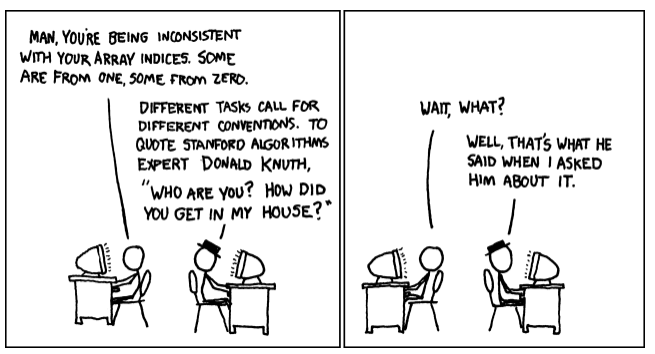 MAN, YOU'RE BEING INCONSISTENT
WITH YOUR ARRAY INDICES. SOME
ARE FROM ONE, SOME FROM ZERO.
DIFFERENT TASKS CALL FOR
DIFFERENT CONVENTIONS. TO
QUOTE STANFORD ALGORITHMS
EXPERT DONALD KNUTH,
"WHO ARE YOU? HOW DID
YOU GET IN MY HOUSE?"
WAIT, WHAT?
WELL, THAT'S WHAT HE
SAID WHEN I ASKED
HIM ABOUT IT.